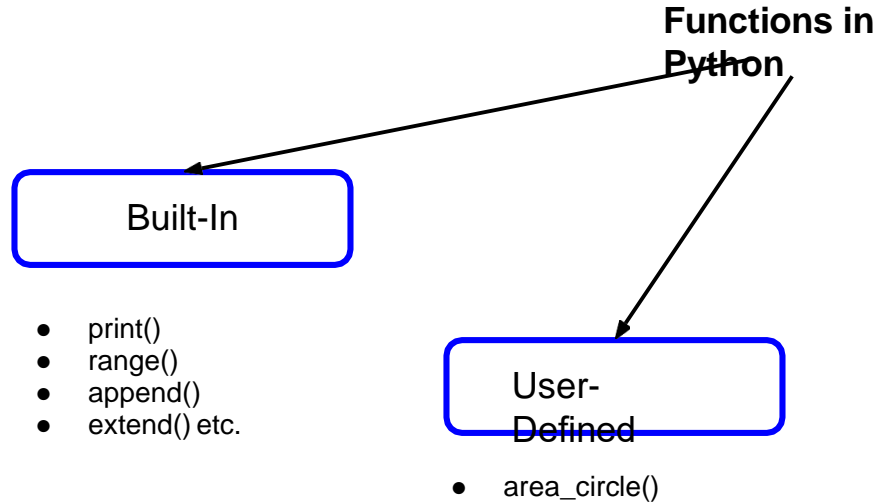 Functions in
Python
Built-In
● print()
● range()
● append()
● extend() etc.
User-
Defined
● area_circle()